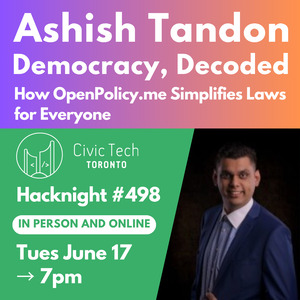 Ashish Tandon
Democracy, Decoded
How OpenPolicy.me Simplifies Laws
for Everyone
Civic Tech
TORONTO
Hacknight #498
IN PERSON AND ONLINE
Tues June 17
→ 7pm